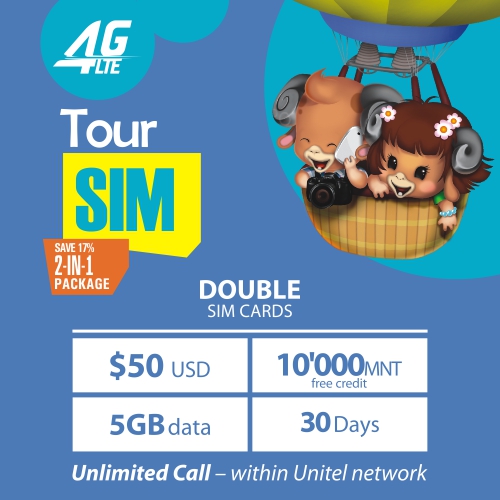 4G
LTE
Tour
SIM
SAVE 17%
2-IN-1
PACKAGE
DOUBLE
SIM CARDS
$50 USD
10'000MNT
free credit
5GB data
30 Days
Unlimited Call – within Unitel network